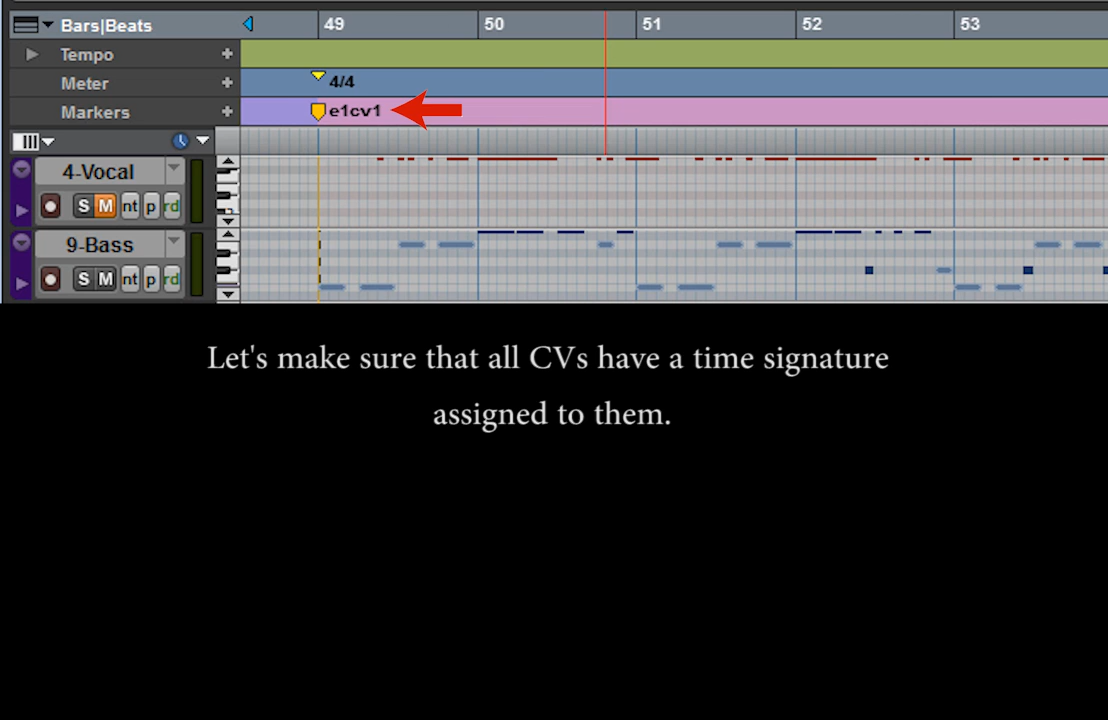 Bars|Beats 49 50 51 52 53
Tempo +
Meter + 4/4
Markers + e1cv1
4-Vocal
S M nt p rd
9-Bass
S M nt p rd
Let's make sure that all CVs have a time signature
assigned to them.